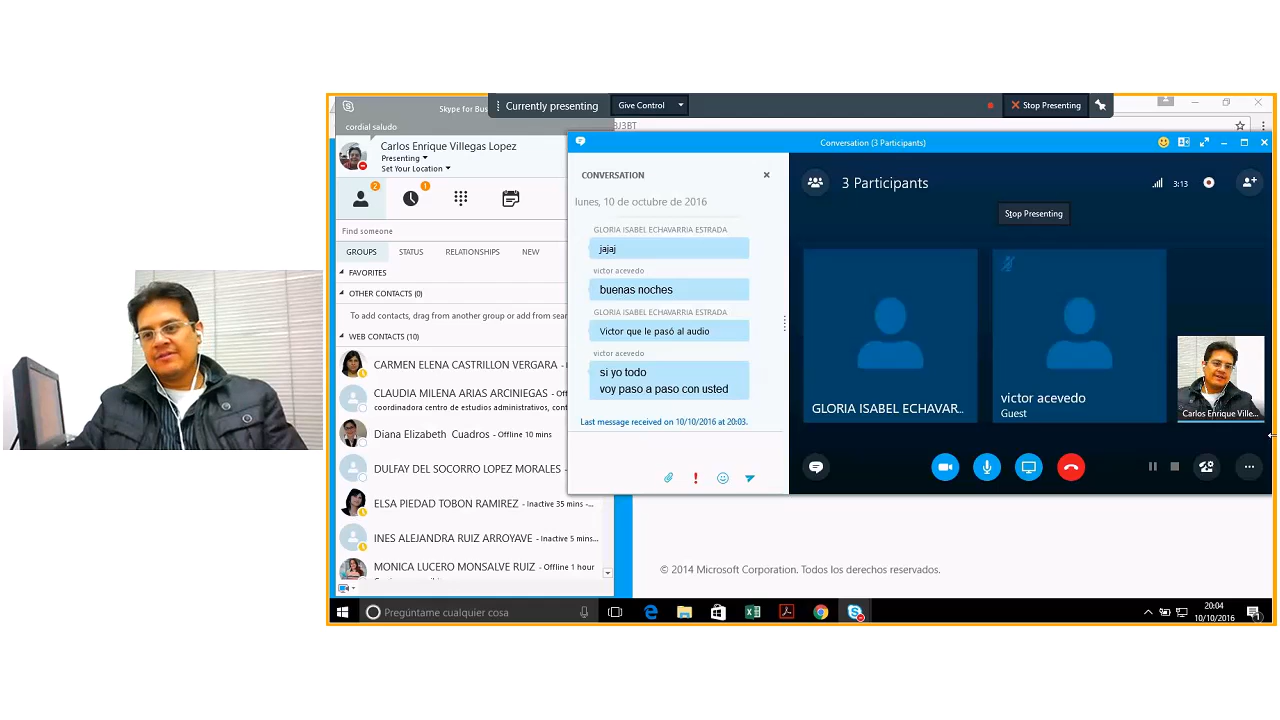 Skype for Bus
Currently presenting
Give Control
Stop Presenting
cordial saludo
BJ3BT
Carlos Enrique Villegas Lopez
Presenting
Set Your Location
2
1
Find someone
GROUPS STATUS RELATIONSHIPS NEW
FAVORITES
OTHER CONTACTS (0)
To add contacts, drag from another group or add from sear
WEB CONTACTS (10)
CARMEN ELENA CASTRILLON VERGARA -
CLAUDIA MILENA ARIAS ARCINIEGAS - Off
coordinadora centro de estudios administrativos, cont
Diana Elizabeth Cuadros - Offline 10 mins
DULFAY DEL SOCORRO LOPEZ MORALES -
ELSA PIEDAD TOBON RAMIREZ - Inactive 35 mins -...
INES ALEJANDRA RUIZ ARROYAVE - Inactive 5 mins...
MONICA LUCERO MONSALVE RUIZ - Offline 1 hour
Conversation (3 Participants)
CONVERSATION
lunes, 10 de octubre de 2016
GLORIA ISABEL ECHAVARRIA ESTRADA
jajaj
victor acevedo
buenas noches
GLORIA ISABEL ECHAVARRIA ESTRADA
Victor que le pasó al audio
victor acevedo
si yo todo
voy paso a paso con usted
Last message received on 10/10/2016 at 20:03.
3 Participants
3:13
Stop Presenting
GLORIA ISABEL ECHAVAR...
victor acevedo
Guest
Carlos Enrique Ville...
© 2014 Microsoft Corporation. Todos los derechos reservados.
Pregúntame cualquier cosa
20:04
10/10/2016
1